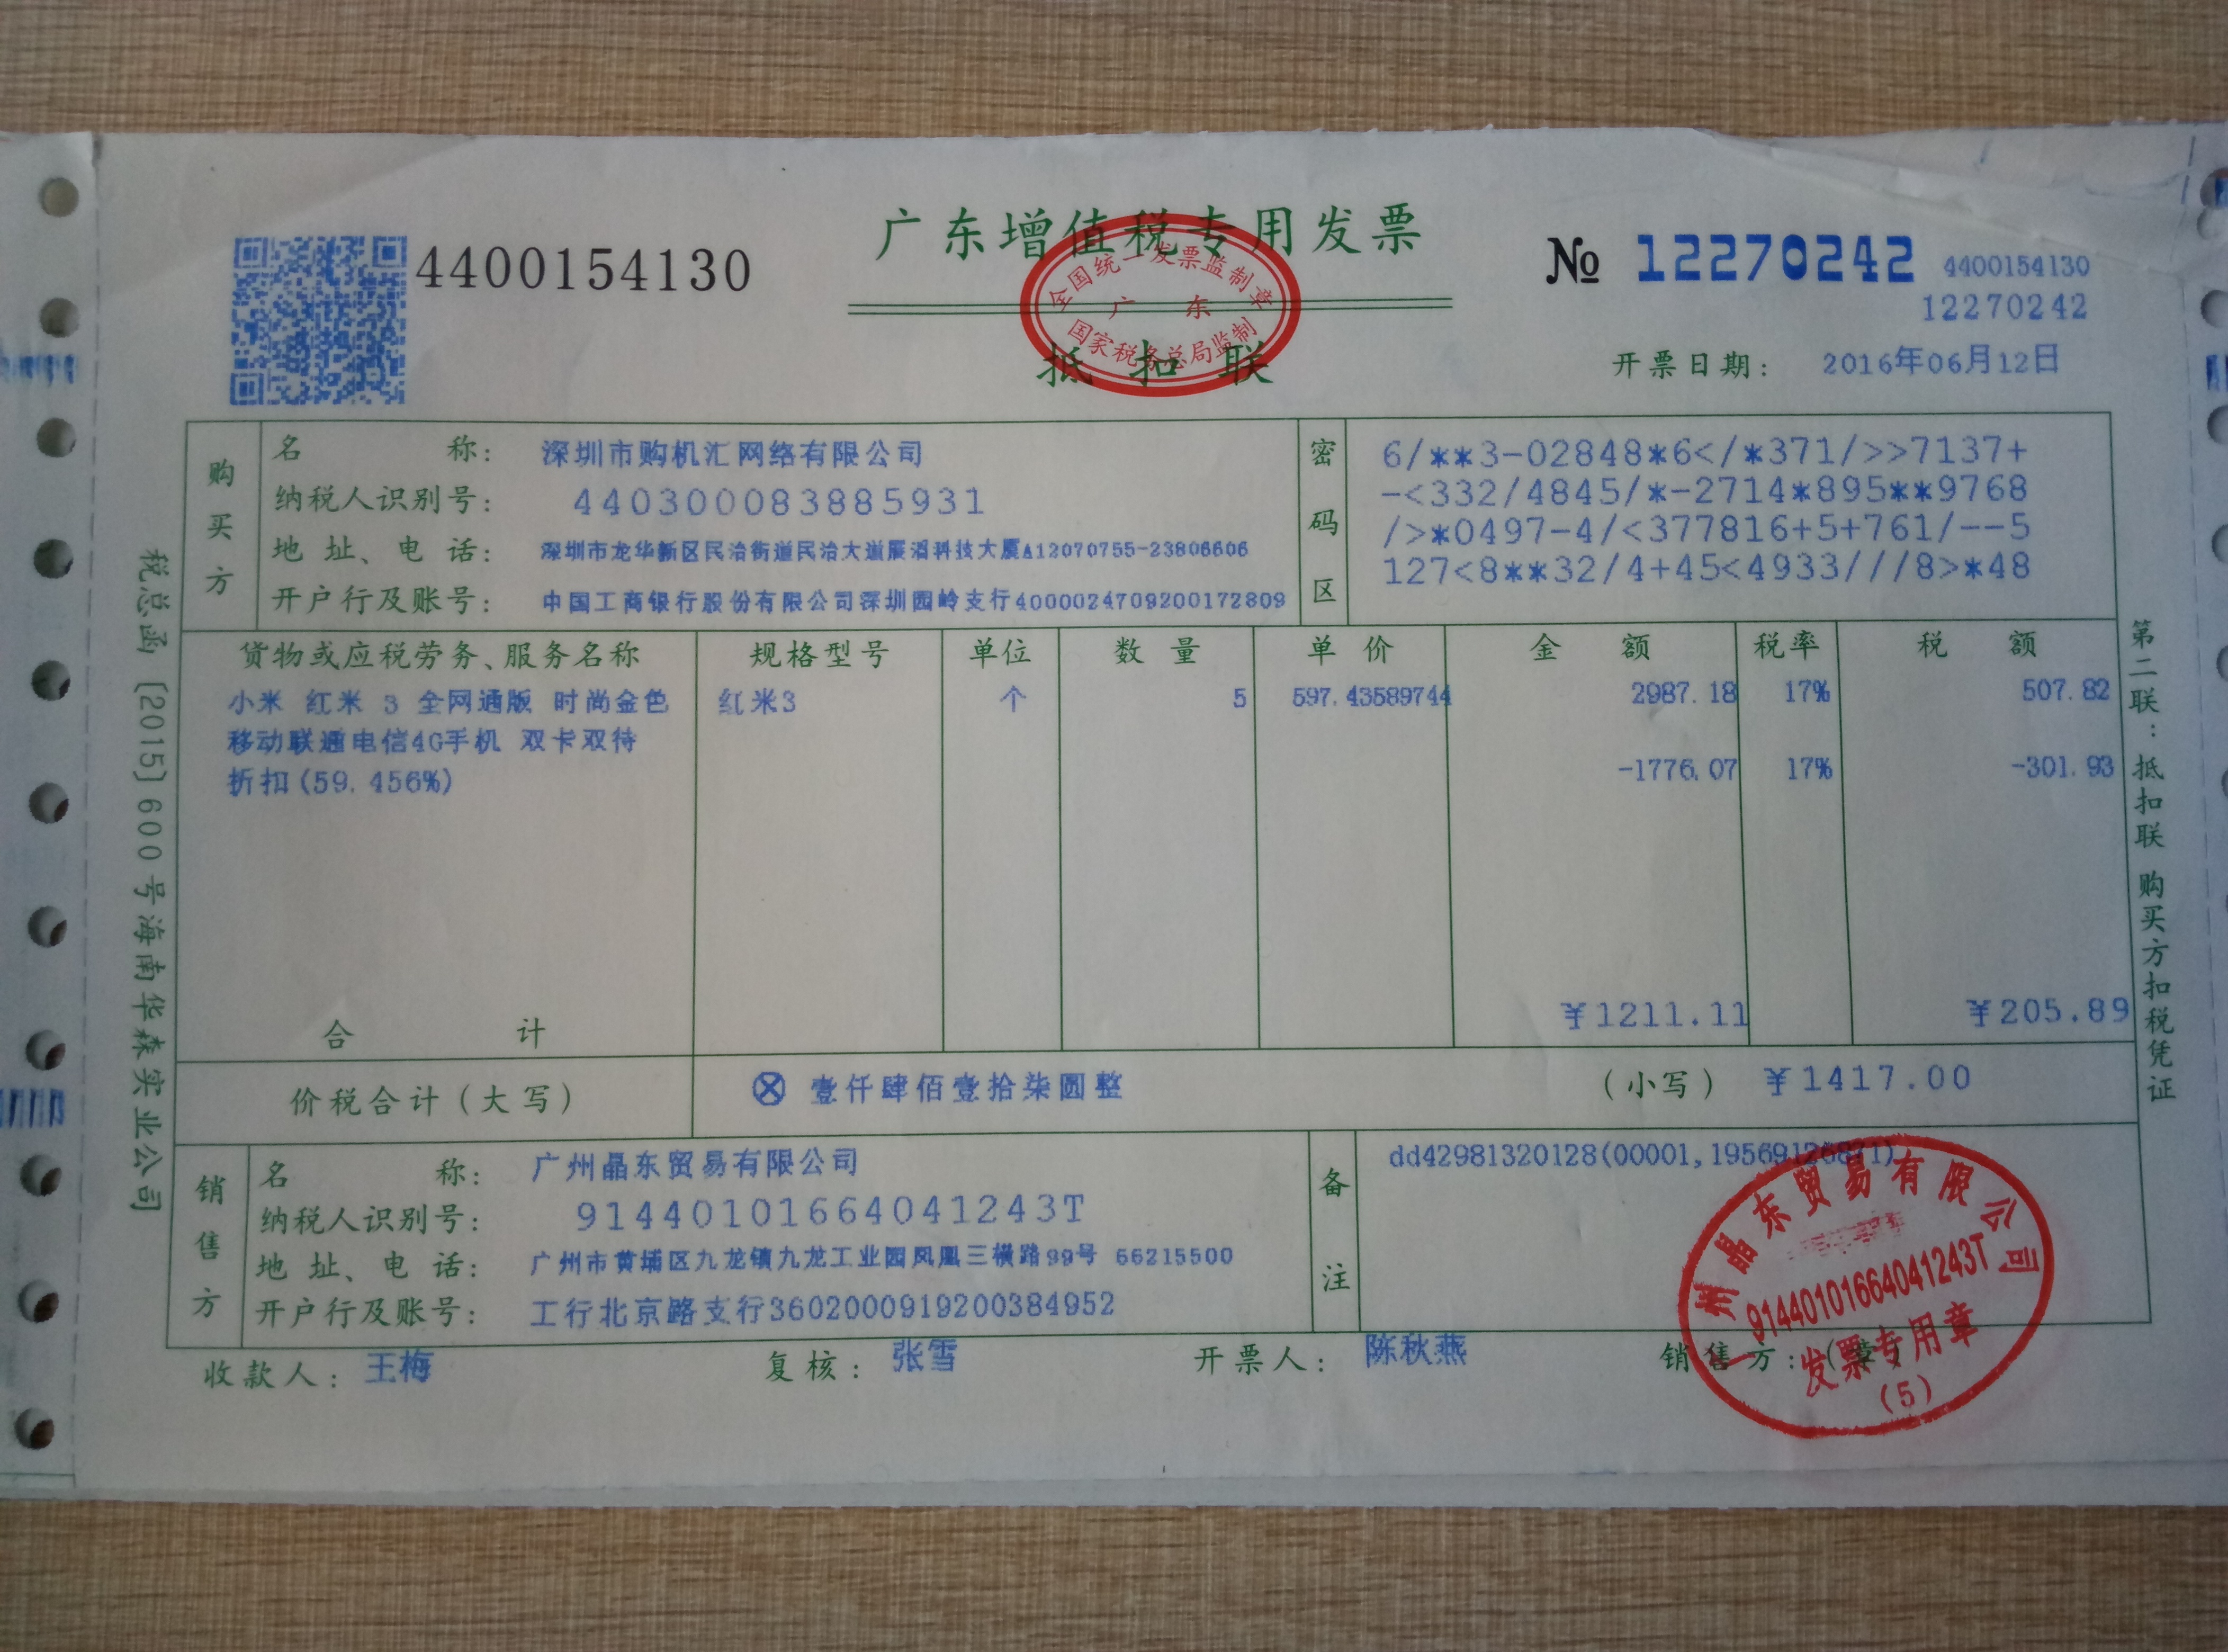 广东增值税专用发票
4400154130
№ 12270242
4400154130
12270242
全国统一发票监制章
广 东
国家税务总局监制
抵扣联
开票日期: 2016年06月12日
购买方
名 称: 深圳市购机汇网络有限公司
纳税人识别号: 440300083885931
地 址、电 话: 深圳市龙华新区民治街道民治大道展滔科技大厦A12070755-23806606
开户行及账号: 中国工商银行股份有限公司深圳园岭支行4000024709200172809
密码区
6/**3-02848*6</*371/>>7137+
-<332/4845/*-2714*895**9768
/>*0497-4/<377816+5+761/--5
127<8**32/4+45<4933///8>*48
货物或应税劳务、服务名称 规格型号 单位 数 量 单 价 金 额 税率 税 额
小米 红米 3 全网通版 时尚金色 红米3 个 5 597.43589744 2987.18 17% 507.82
移动联通电信4G手机 双卡双待
折扣(59.456%) -1776.07 17% -301.93
合 计 ¥1211.11 ¥205.89
价税合计(大写) ⊗ 壹仟肆佰壹拾柒圆整 (小写) ¥1417.00
销售方
名 称: 广州晶东贸易有限公司
纳税人识别号: 91440101664041243T
地 址、电 话: 广州市黄埔区九龙镇九龙工业园凤凰三横路99号 66215500
开户行及账号: 工行北京路支行3602000919200384952
备注
dd42981320128(00001,19569126871)
收款人: 王梅 复核: 张雪 开票人: 陈秋燕 销售方:(章)
广州晶东贸易有限公司
91440101664041243T
发票专用章
(5)
税总函〔2015〕600号海南华森实业公司
第二联:抵扣联 购买方扣税凭证